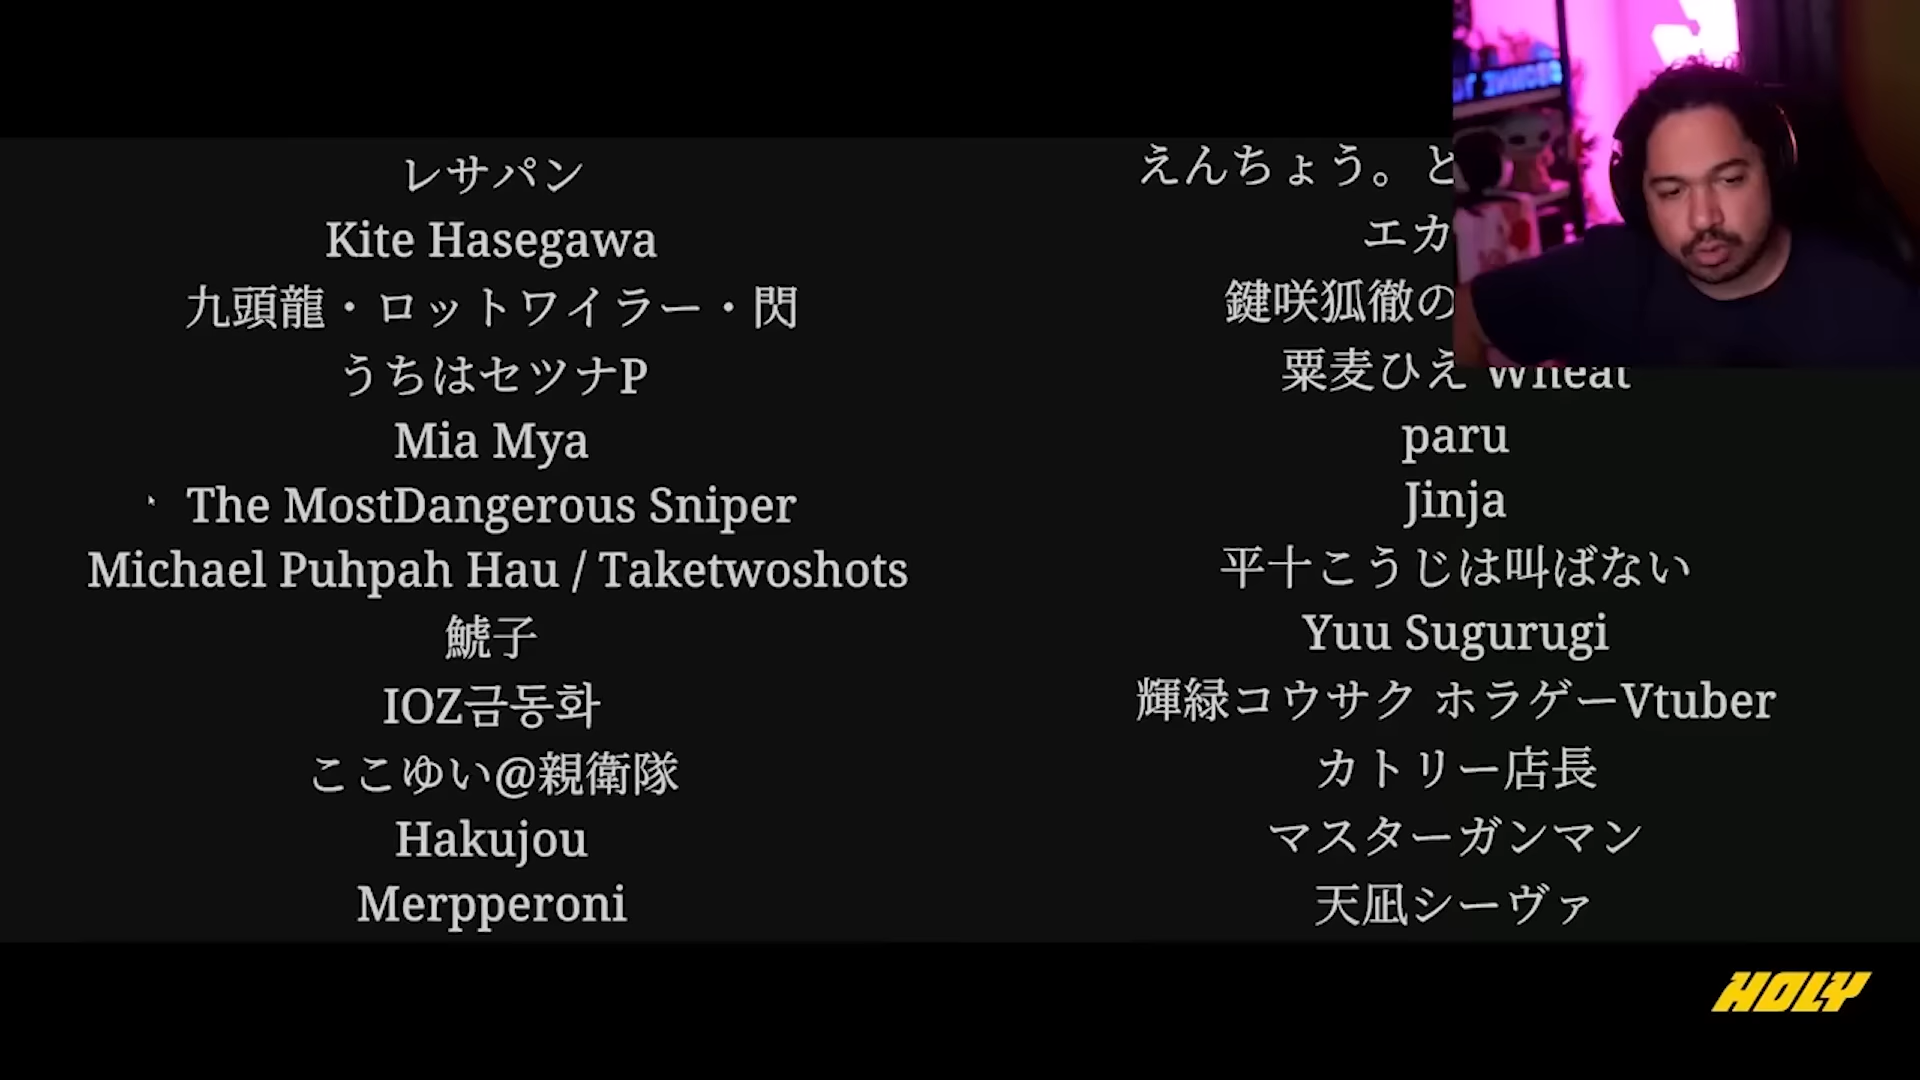 レサパン
Kite Hasegawa
九頭龍・ロットワイラー・閃
うちはセツナP
Mia Mya
The MostDangerous Sniper
Michael Puhpah Hau / Taketwoshots
鯱子
IOZ금동화
ここゆい@親衛隊
Hakujou
Merpperoni
えんちょう。と
エカ
鍵咲狐徹の
粟麦ひえ Wheat
paru
Jinja
平十こうじは叫ばない
Yuu Sugurugi
輝緑コウサク ホラゲーVtuber
カトリー店長
マスターガンマン
天凪シーヴァ
HOLY